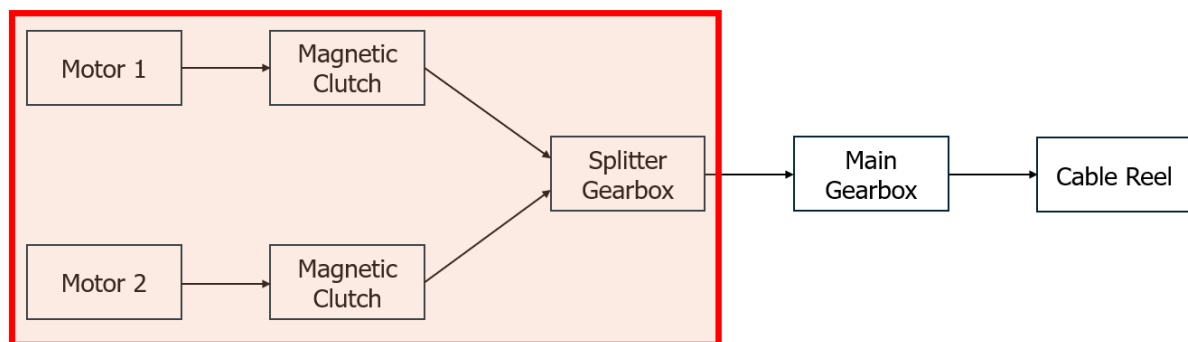 Motor 1
Magnetic
Clutch
Splitter
Gearbox
Main
Gearbox
Cable Reel
Motor 2
Magnetic
Clutch